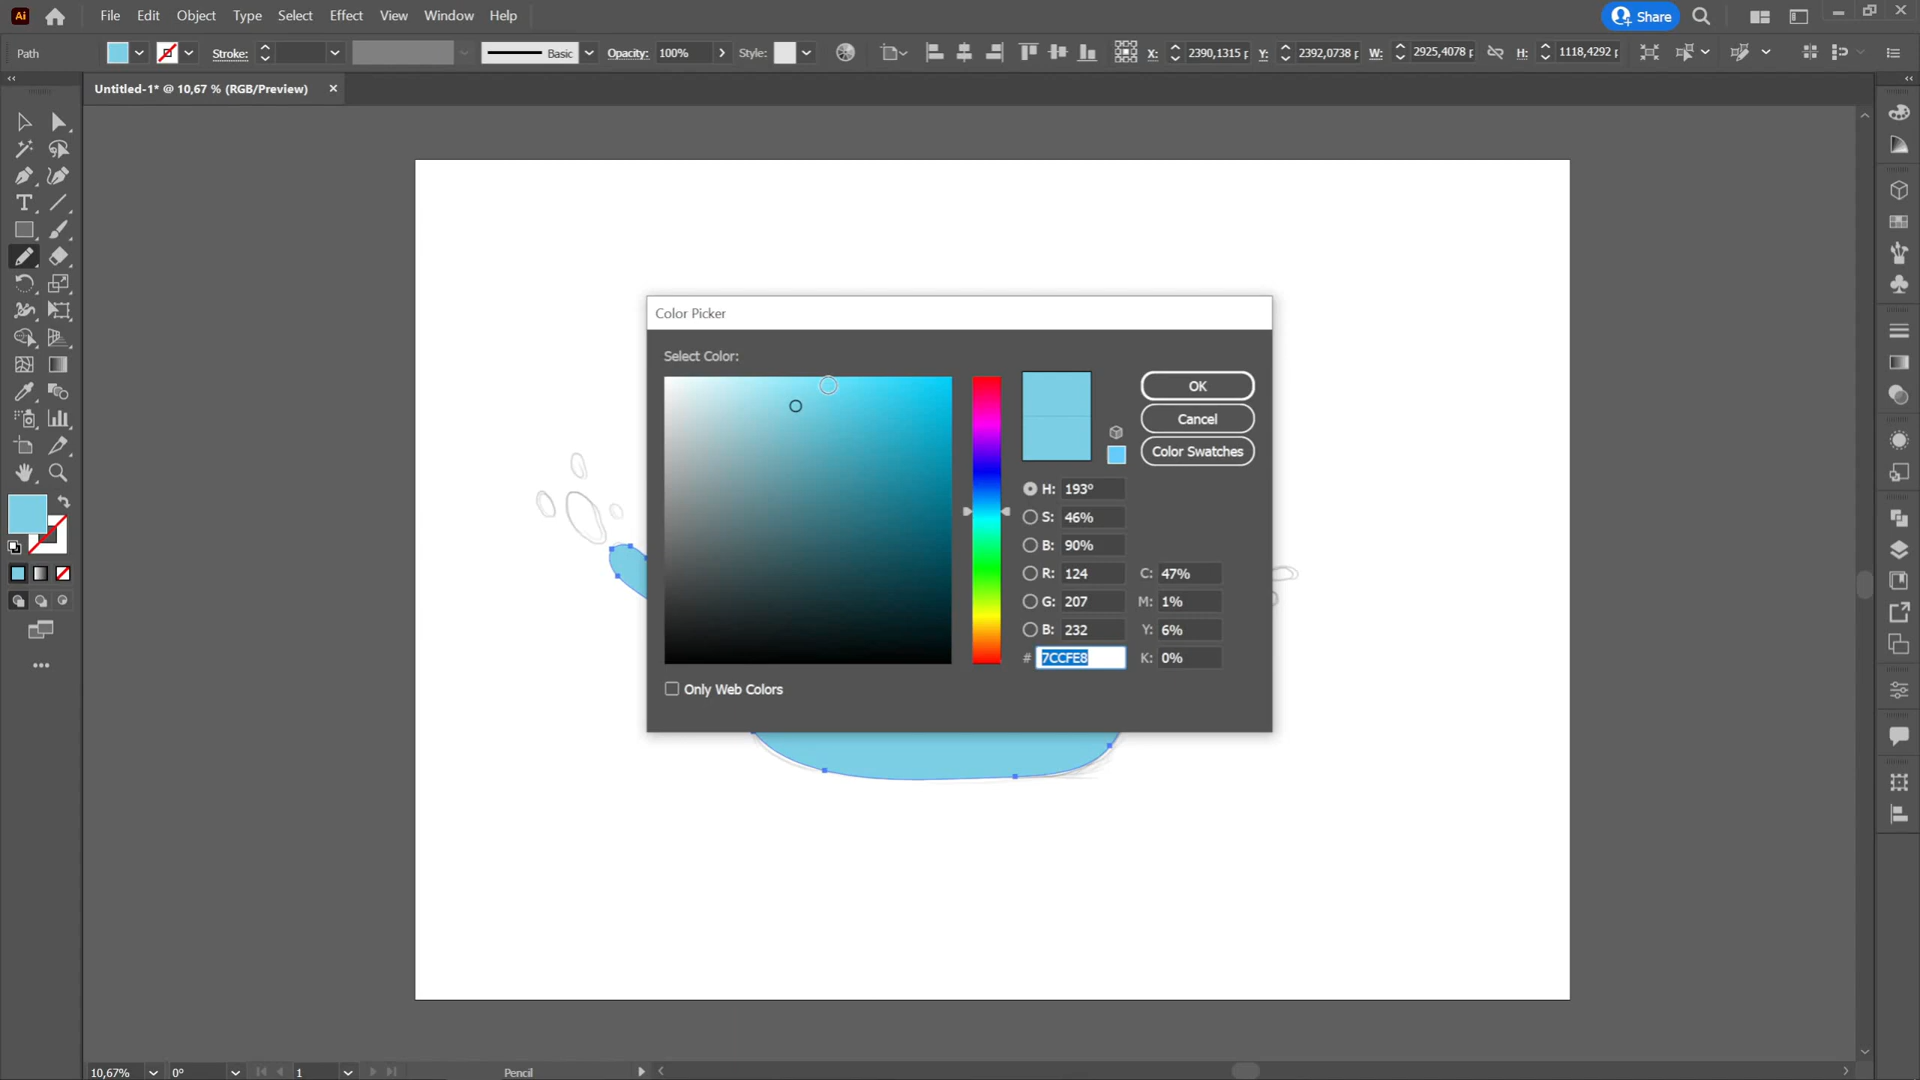 Ai File Edit Object Type Select Effect View Window Help Share
Path Stroke: Basic Opacity: 100% Style: X: 2390,1315 Y: 2392,0738 W: 2925,4078 H: 1118,4292
Untitled-1* @ 10,67 % (RGB/Preview)
Color Picker
Select Color:
OK
Cancel
Color Swatches
H: 193°
S: 46%
B: 90%
R: 124 C: 47%
G: 207 M: 1%
B: 232 Y: 6%
# 7CCFE8 K: 0%
Only Web Colors
10,67% 0° 1 Pencil